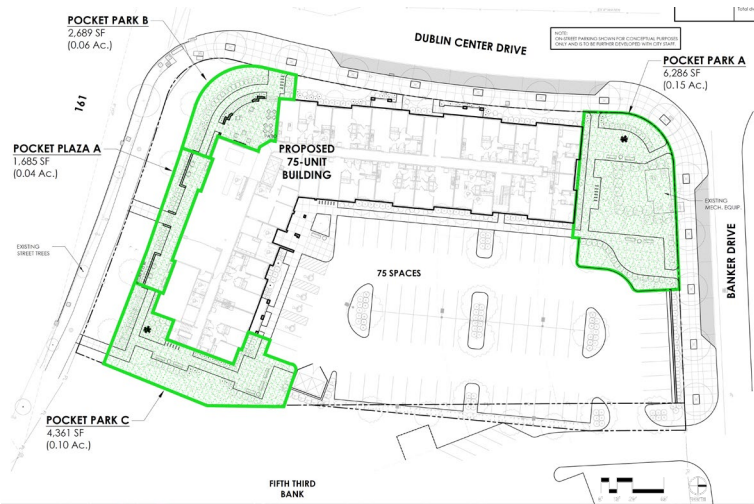 Total d
POCKET PARK B
2,689 SF
(0.06 Ac.)
DUBLIN CENTER DRIVE
NOTE:
ON-STREET PARKING SHOWN FOR CONCEPTUAL PURPOSES
ONLY AND IS TO BE FURTHER DEVELOPED WITH CITY STAFF.
POCKET PARK A
6,286 SF
(0.15 Ac.)
161
POCKET PLAZA A
1,685 SF
(0.04 Ac.)
PROPOSED
75-UNIT
BUILDING
EXISTING
MECH. EQUIP.
EXISTING
STREET TREES
75 SPACES
BANKER DRIVE
POCKET PARK C
4,361 SF
(0.10 Ac.)
FIFTH THIRD
BANK